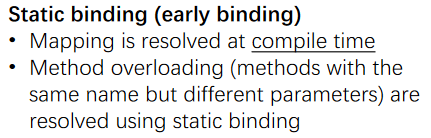 Static binding (early binding)
• Mapping is resolved at compile time
• Method overloading (methods with the
same name but different parameters) are
resolved using static binding